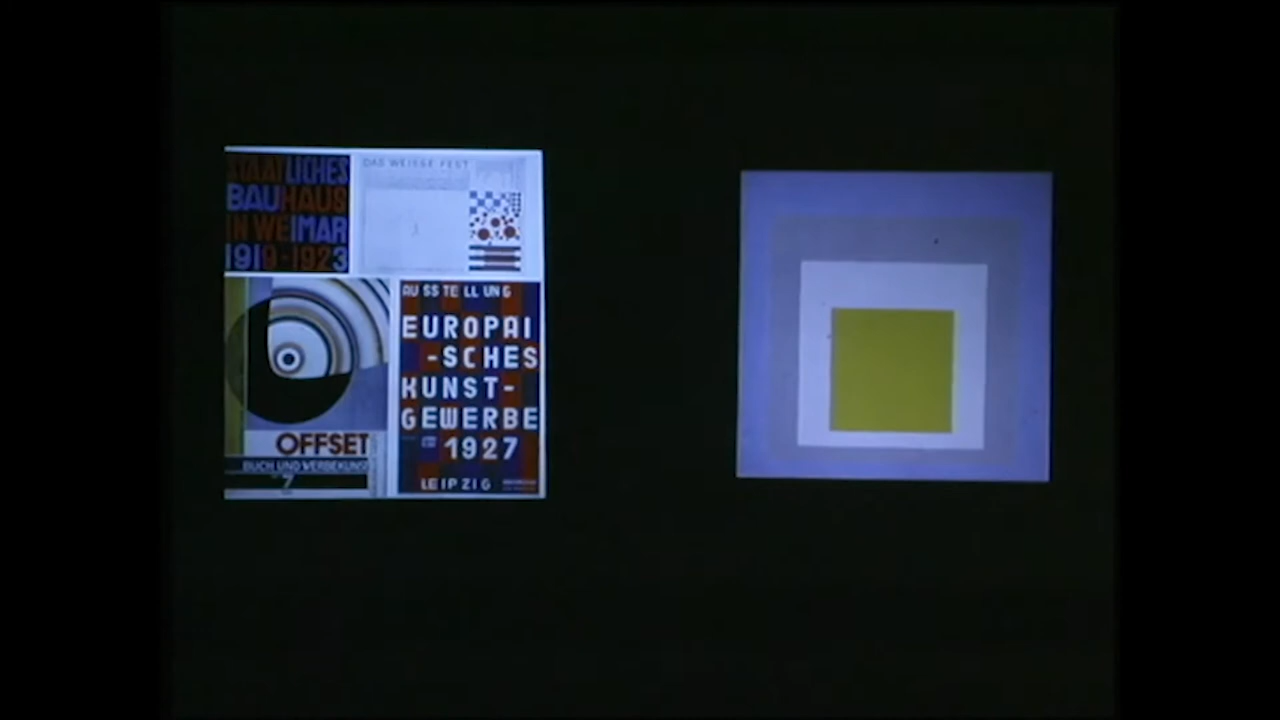 STAATLICHES
BAUHAUS
IN WEIMAR
1919-1923
DAS WEISSE FEST
OFFSET
BUCH UND WERBEKUNST
7
AUSSTELLUNG
EUROPAI
-SCHES
KUNST-
GEWERBE
1927
LEIPZIG